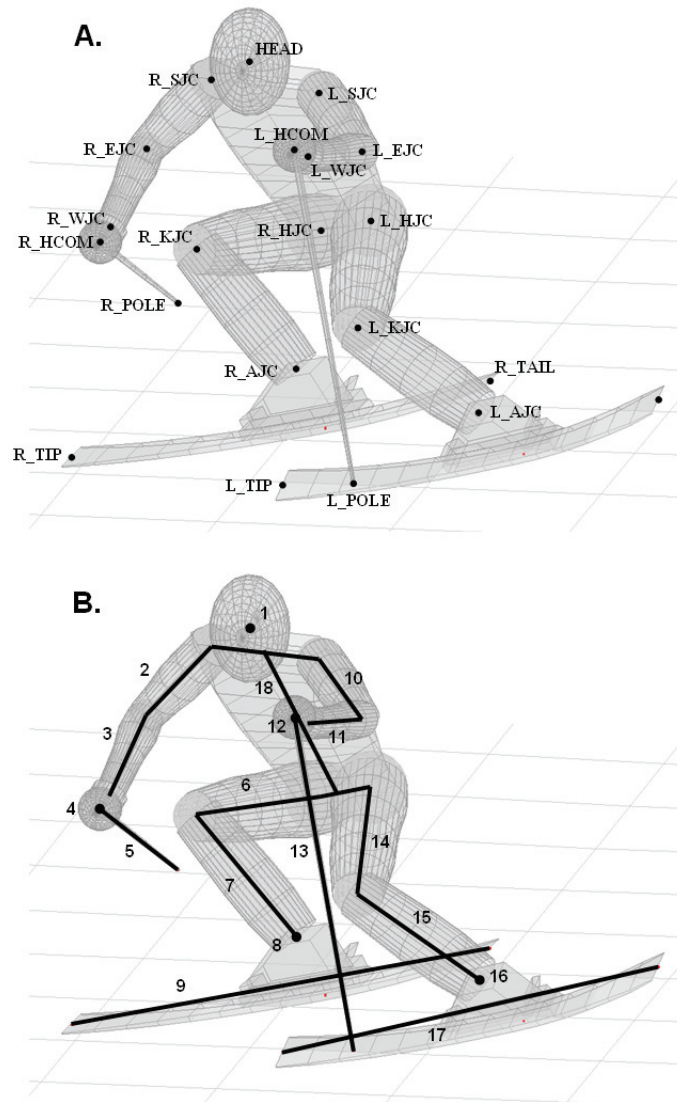 A.
HEAD
R_SJC
L_SJC
L_HCOM
R_EJC
L_EJC
L_WJC
R_WJC
R_HCOM
R_KJC
R_HJC
L_HJC
R_POLE
L_KJC
R_AJC
R_TAIL
L_AJC
R_TIP
L_TIP
L_POLE
B.
1
2
10
18
12
3
11
6
4
5
13
14
7
15
8
16
9
17